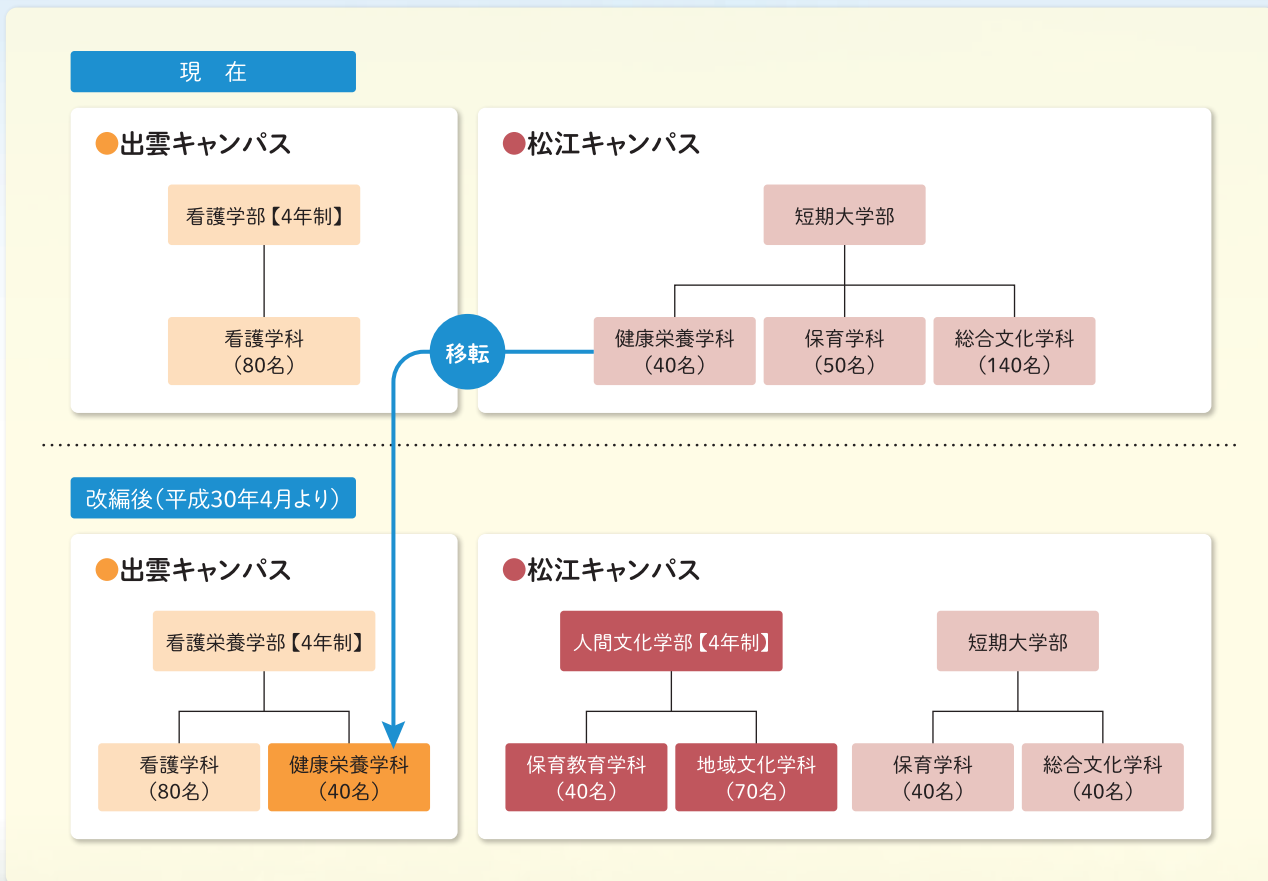 現　在
●出雲キャンパス
看護学部【4年制】
看護学科
（80名）
●松江キャンパス
短期大学部
健康栄養学科
（40名）
保育学科
（50名）
総合文化学科
（140名）
移転
改編後（平成30年4月より）
●出雲キャンパス
看護栄養学部【4年制】
看護学科
（80名）
健康栄養学科
（40名）
●松江キャンパス
人間文化学部【4年制】
保育教育学科
（40名）
地域文化学科
（70名）
短期大学部
保育学科
（40名）
総合文化学科
（40名）